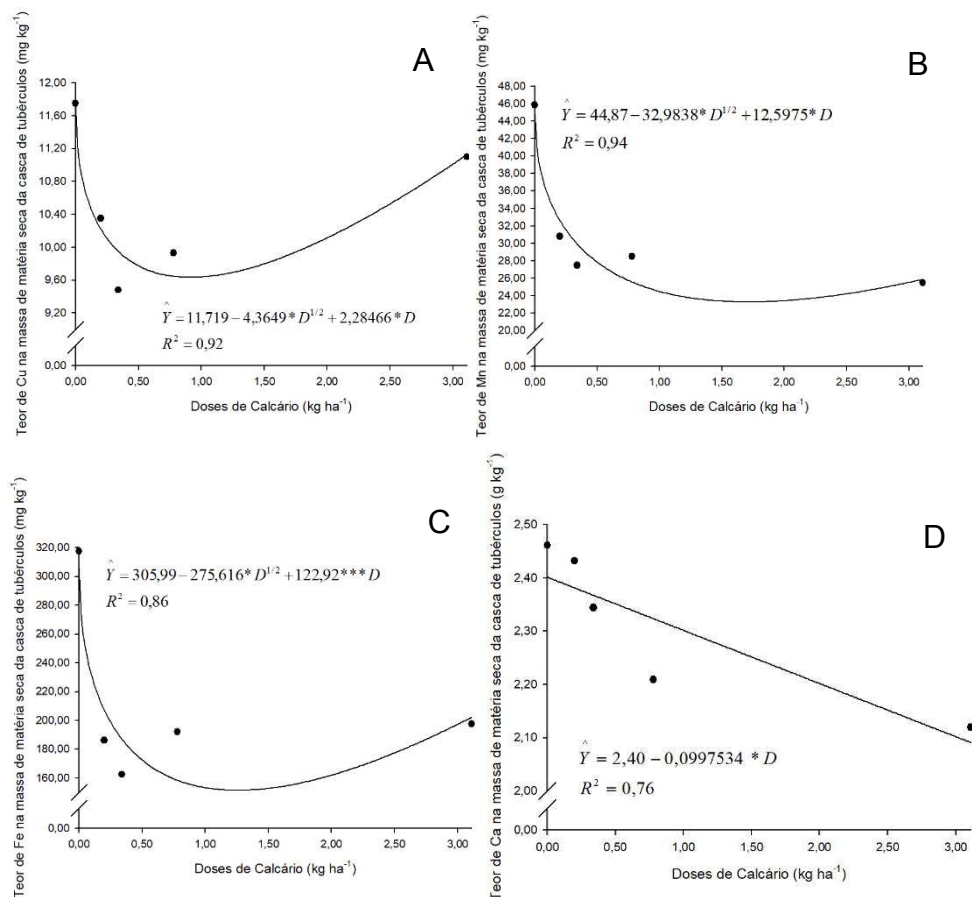 A
Teor de Cu na massa de matéria seca da casca de tubérculos (mg kg-1)
12,00
11,60
11,20
10,80
10,40
10,00
9,60
9,20
0,00
Ŷ = 11,719 − 4,3649 * D^1/2 + 2,28466 * D
R² = 0,92
0,00 0,50 1,00 1,50 2,00 2,50 3,00
Doses de Calcário (kg ha-1)
B
Teor de Mn na massa de matéria seca da casca de tubérculos (mg kg-1)
48,00
46,00
44,00
42,00
40,00
38,00
36,00
34,00
32,00
30,00
28,00
26,00
24,00
22,00
20,00
0,00
Ŷ = 44,87 − 32,9838 * D^1/2 + 12,5975 * D
R² = 0,94
0,00 0,50 1,00 1,50 2,00 2,50 3,00
Doses de Calcário (kg ha-1)
C
Teor de Fe na massa de matéria seca da casca de tubérculos (mg kg-1)
320,00
300,00
280,00
260,00
240,00
220,00
200,00
180,00
160,00
0,00
Ŷ = 305,99 − 275,616 * D^1/2 + 122,92 *** D
R² = 0,86
0,00 0,50 1,00 1,50 2,00 2,50 3,00
Doses de Calcário (kg ha-1)
D
Teor de Ca na massa de matéria seca da casca de tubérculos (g kg-1)
2,50
2,40
2,30
2,20
2,10
2,00
0,00
Ŷ = 2,40 − 0,0997534 * D
R² = 0,76
0,00 0,50 1,00 1,50 2,00 2,50 3,00
Doses de Calcário (kg ha-1)